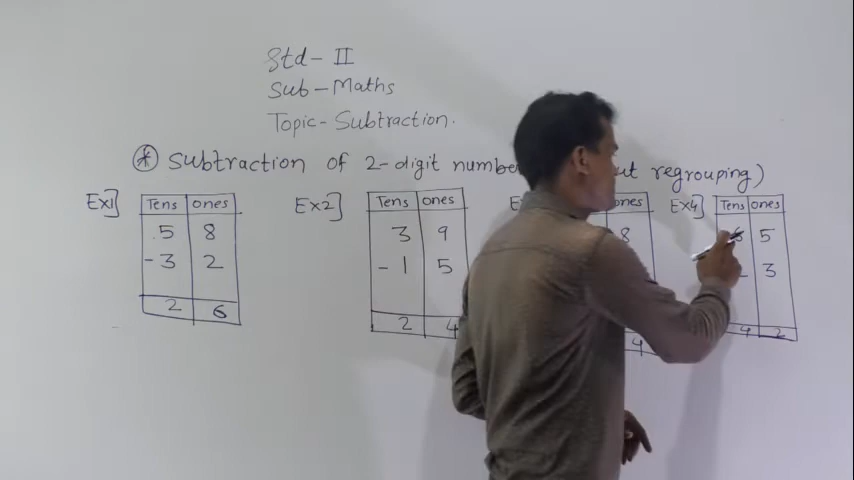 Std - II
Sub - Maths
Topic - Subtraction.
* Subtraction of 2-digit regrouping)
Ex1] Tens ones
5 8
- 3 2
2 6
Ex2] Tens ones
3 9
- 1 5
2 4
ones
8
4
Ex4] Tens ones
6 5
3
4 2